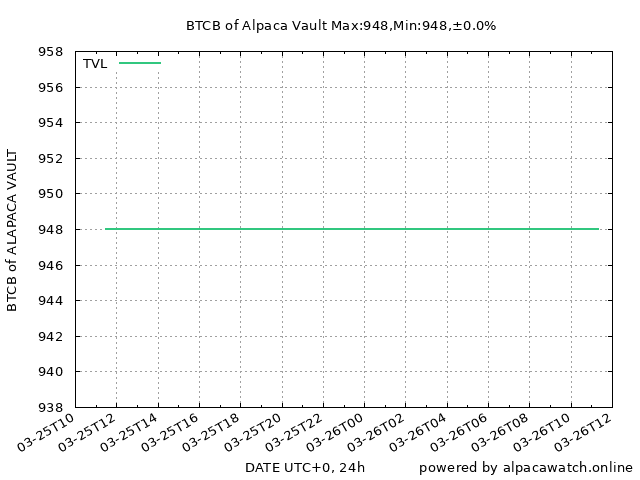 BTCB of Alpaca Vault Max:948,Min:948,±0.0%
TVL
958
956
954
952
950
948
946
944
942
940
938
BTCB of ALAPACA VAULT
03-25T10
03-25T12
03-25T14
03-25T16
03-25T18
03-25T20
03-25T22
03-26T00
03-26T02
03-26T04
03-26T06
03-26T08
03-26T10
03-26T12
DATE UTC+0, 24h
powered by alpacawatch.online